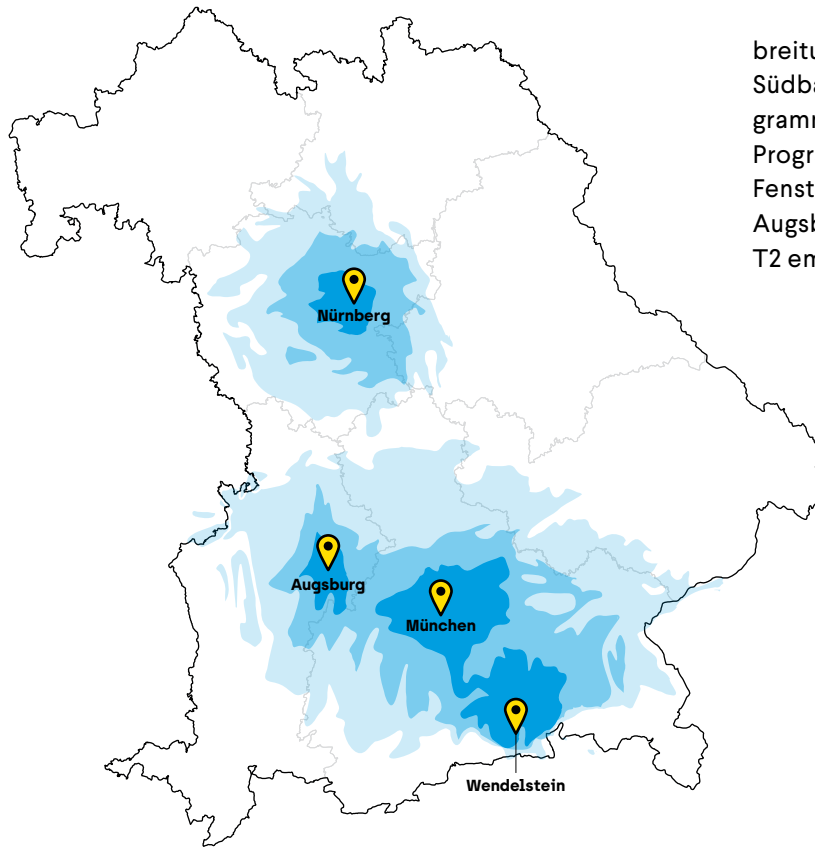 breitu
Südba
gramm
Progr
Fenst
Augsb
T2 em
Nürnberg
Augsburg
München
Wendelstein